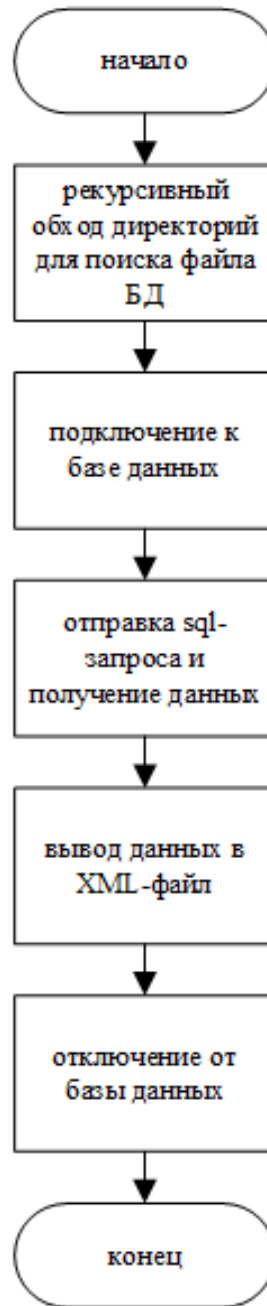 начало
рекурсивный
обход директорий
для поиска файла
БД
подключение к
базе данных
отправка sql-
запроса и
получение данных
вывод данных в
XML-файл
отключение от
базы данных
конец